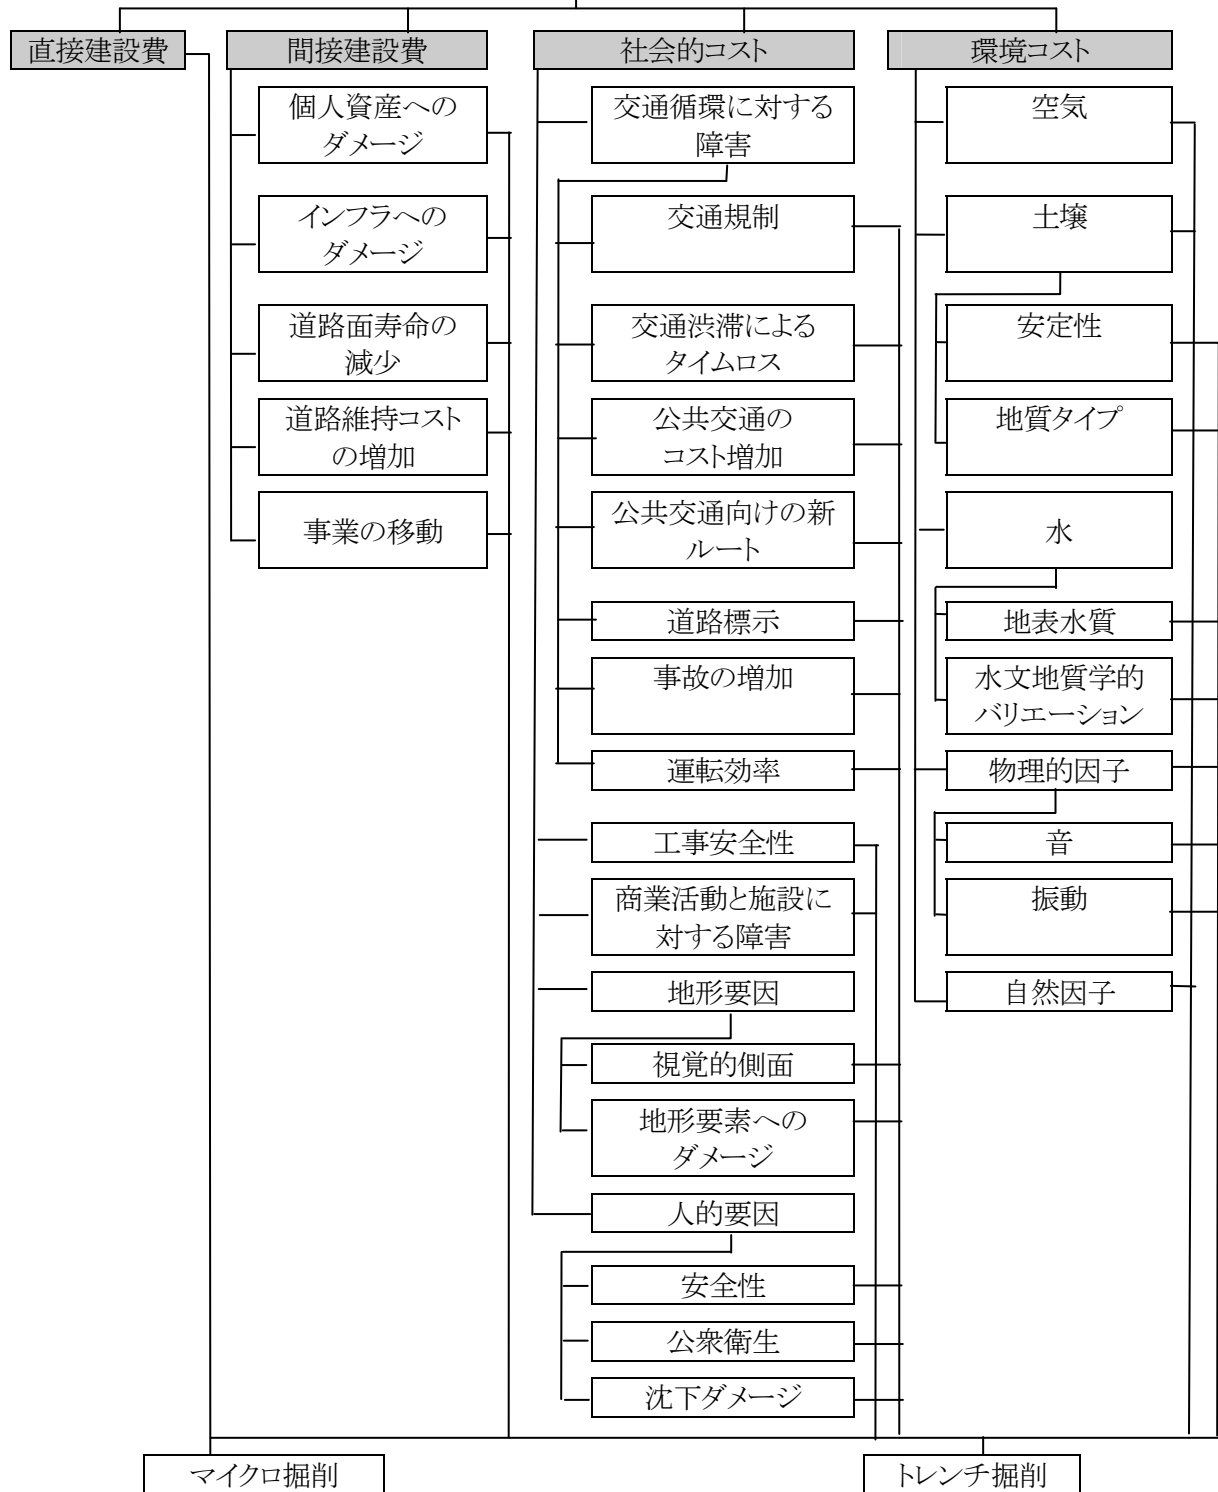 直接建設費
間接建設費
個人資産への
ダメージ
インフラへの
ダメージ
道路面寿命の
減少
道路維持コスト
の増加
事業の移動
社会的コスト
交通循環に対する
障害
交通規制
交通渋滞による
タイムロス
公共交通の
コスト増加
公共交通向けの新
ルート
道路標示
事故の増加
運転効率
工事安全性
商業活動と施設に
対する障害
地形要因
視覚的側面
地形要素への
ダメージ
人的要因
安全性
公衆衛生
沈下ダメージ
環境コスト
空気
土壌
安定性
地質タイプ
水
地表水質
水文地質学的
バリエーション
物理的因子
音
振動
自然因子
マイクロ掘削
トレンチ掘削